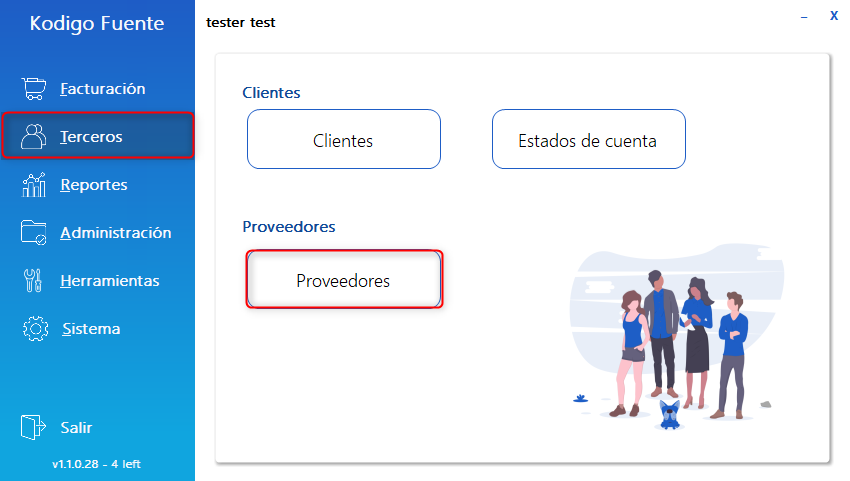 Kodigo Fuente
Facturación
Terceros
Reportes
Administración
Herramientas
Sistema
Salir
v1.1.0.28 - 4 left
tester test
– X
Clientes
Clientes
Estados de cuenta
Proveedores
Proveedores